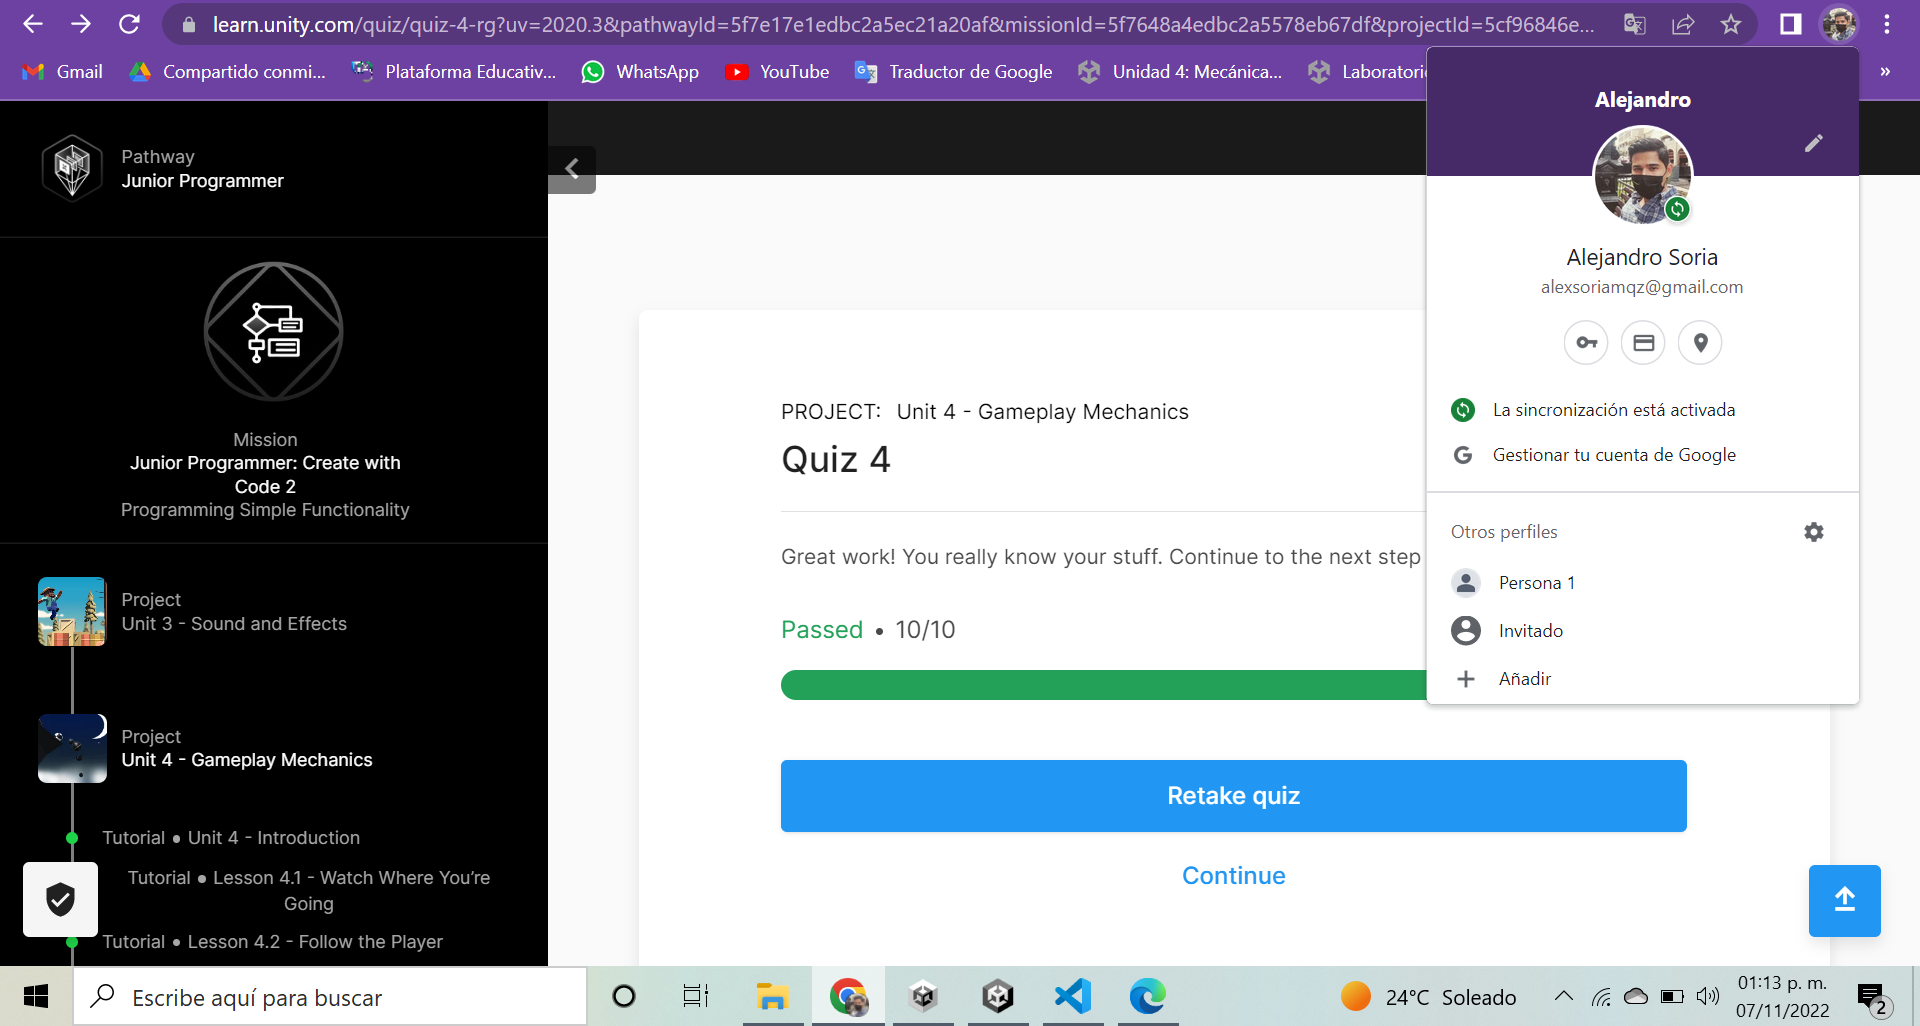 learn.unity.com/quiz/quiz-4-rg?uv=2020.3&pathwayId=5f7e17e1edbc2a5ec21a20af&missionId=5f7648a4edbc2a5578eb67df&projectId=5cf96846e...
Gmail
Compartido conmi...
Plataforma Educativ...
WhatsApp
YouTube
Traductor de Google
Unidad 4: Mecánica...
Laboratori
»
Pathway
Junior Programmer
Mission
Junior Programmer: Create with
Code 2
Programming Simple Functionality
Project
Unit 3 - Sound and Effects
Project
Unit 4 - Gameplay Mechanics
Tutorial • Unit 4 - Introduction
Tutorial • Lesson 4.1 - Watch Where You're
Going
Tutorial • Lesson 4.2 - Follow the Player
PROJECT: Unit 4 - Gameplay Mechanics
Quiz 4
Great work! You really know your stuff. Continue to the next step
Passed • 10/10
Retake quiz
Continue
Alejandro
Alejandro Soria
alexsoriamqz@gmail.com
La sincronización está activada
Gestionar tu cuenta de Google
Otros perfiles
Persona 1
Invitado
Añadir
Escribe aquí para buscar
24°C Soleado
01:13 p. m.
07/11/2022
2